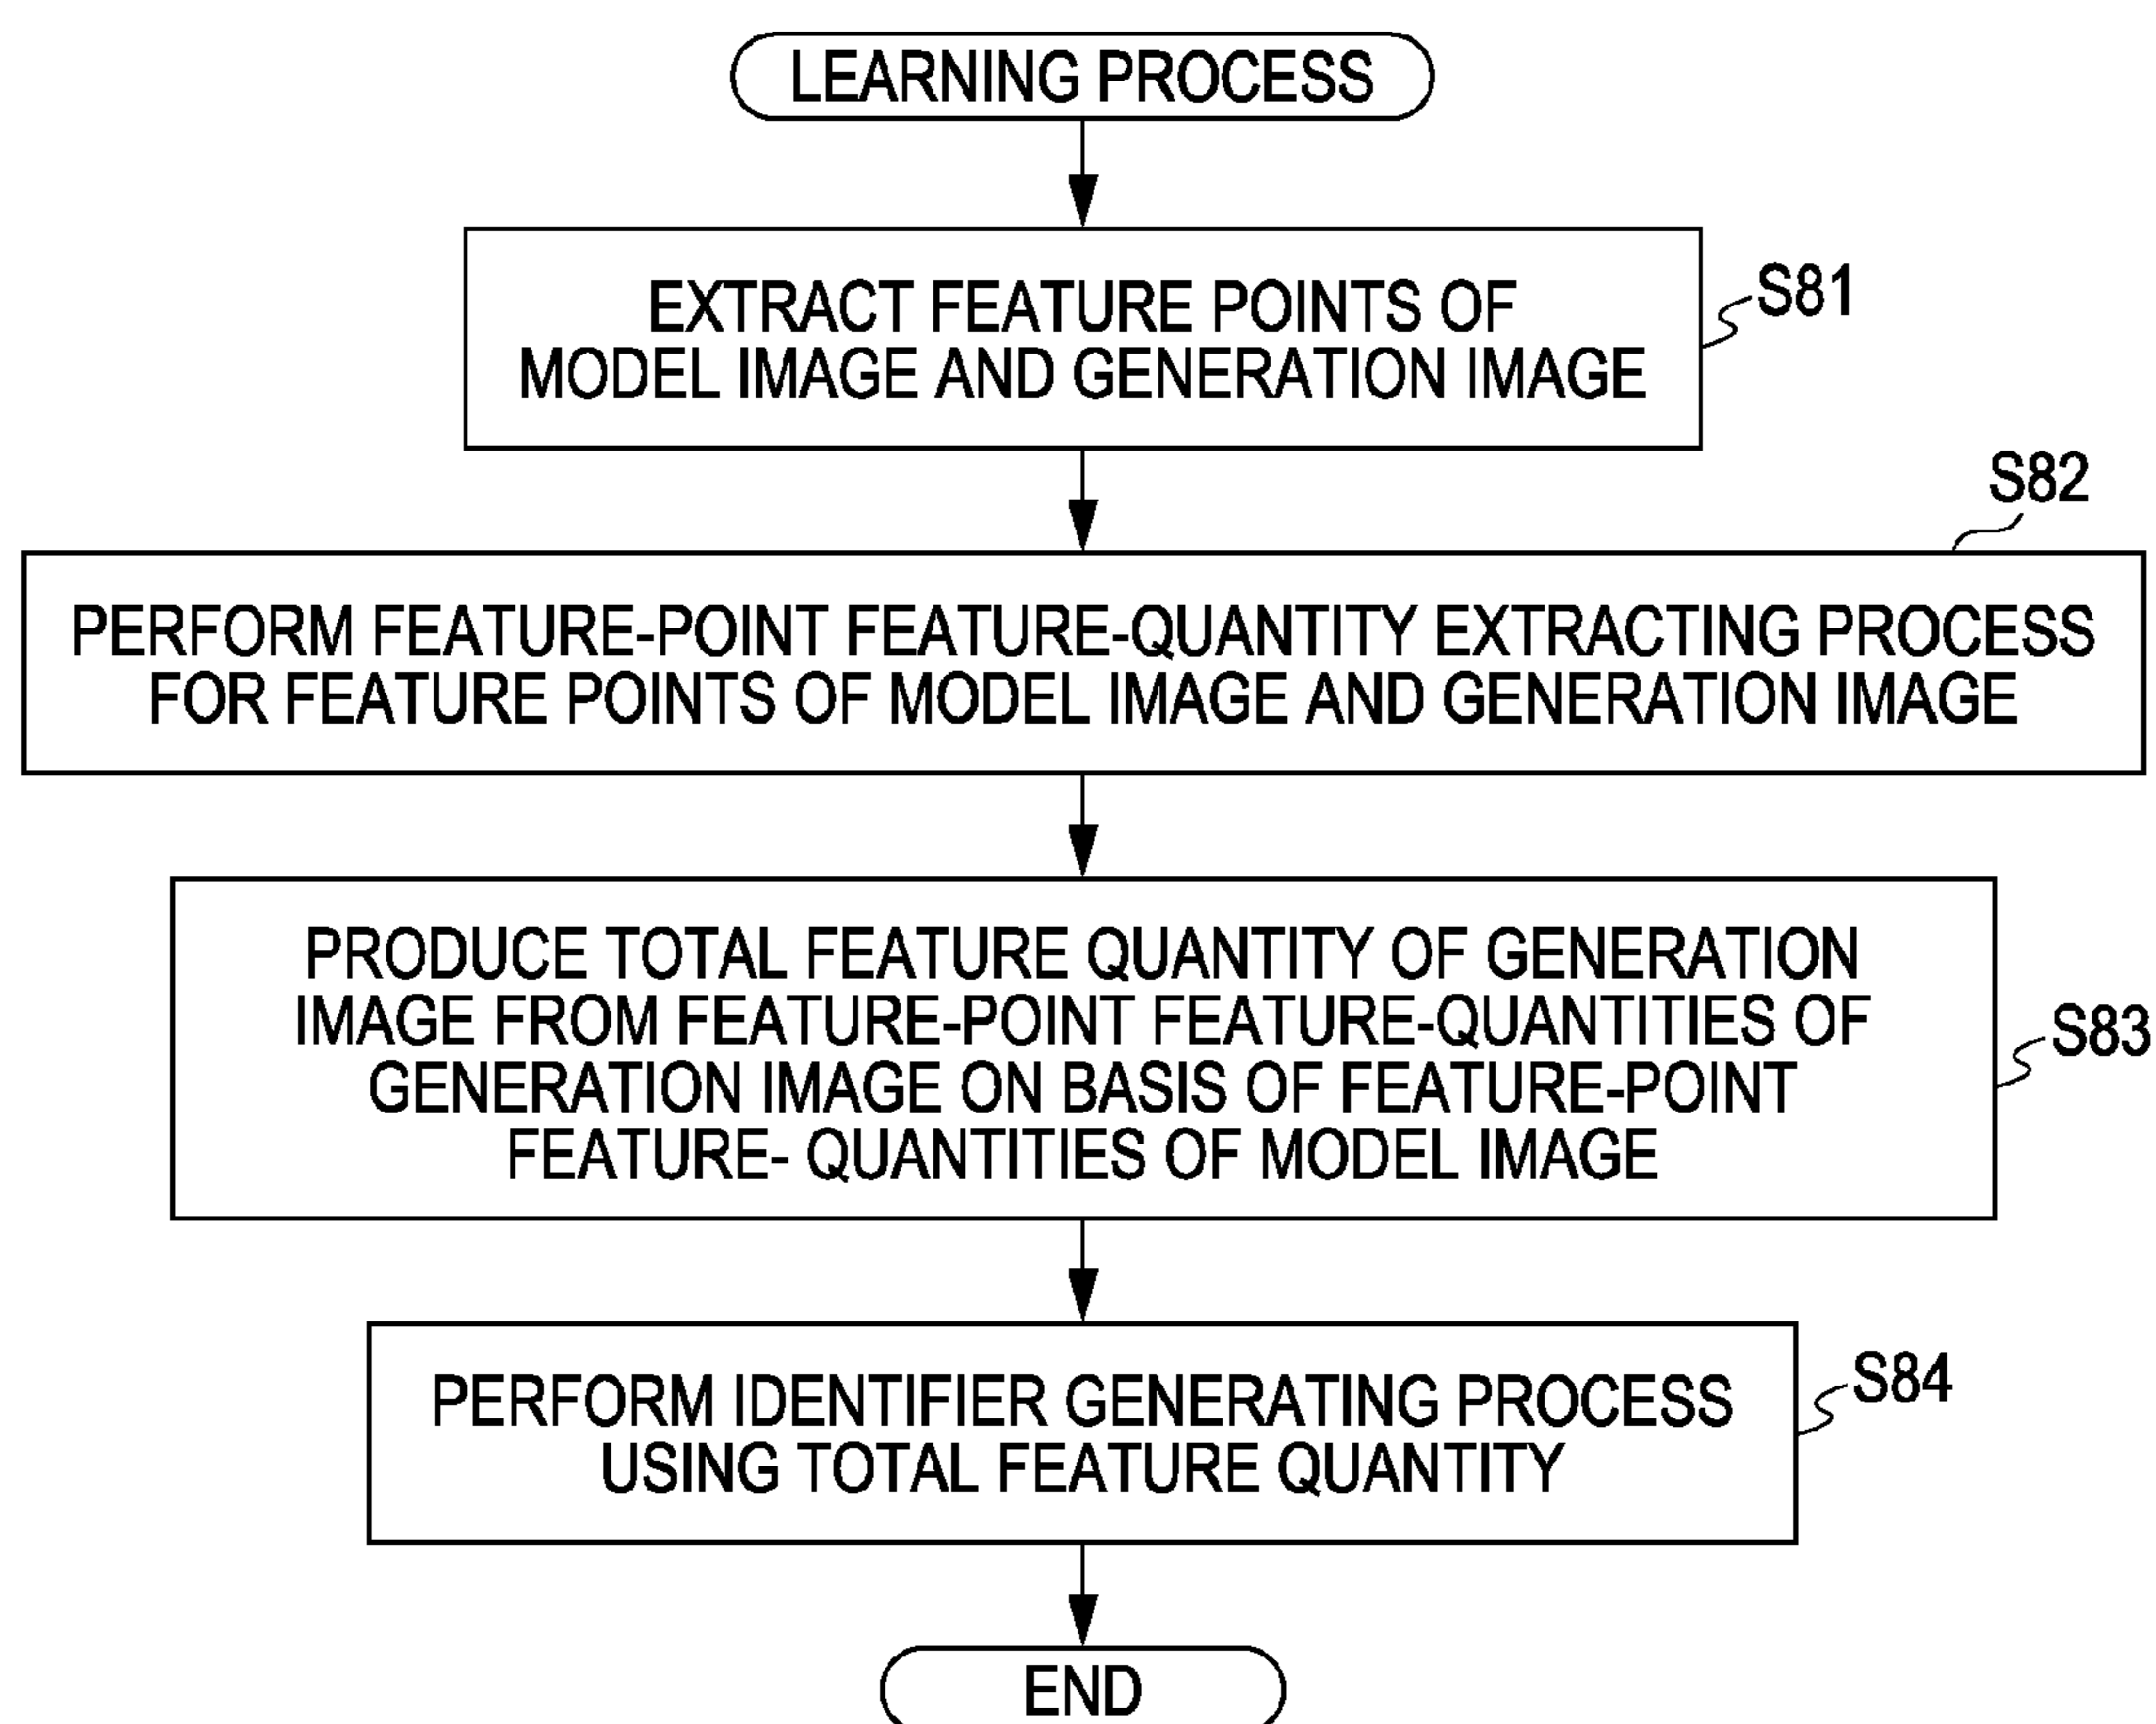 LEARNING PROCESS
EXTRACT FEATURE POINTS OF
MODEL IMAGE AND GENERATION IMAGE
S81
S82
PERFORM FEATURE-POINT FEATURE-QUANTITY EXTRACTING PROCESS
FOR FEATURE POINTS OF MODEL IMAGE AND GENERATION IMAGE
PRODUCE TOTAL FEATURE QUANTITY OF GENERATION
IMAGE FROM FEATURE-POINT FEATURE-QUANTITIES OF
GENERATION IMAGE ON BASIS OF FEATURE-POINT
FEATURE- QUANTITIES OF MODEL IMAGE
S83
PERFORM IDENTIFIER GENERATING PROCESS
USING TOTAL FEATURE QUANTITY
S84
END